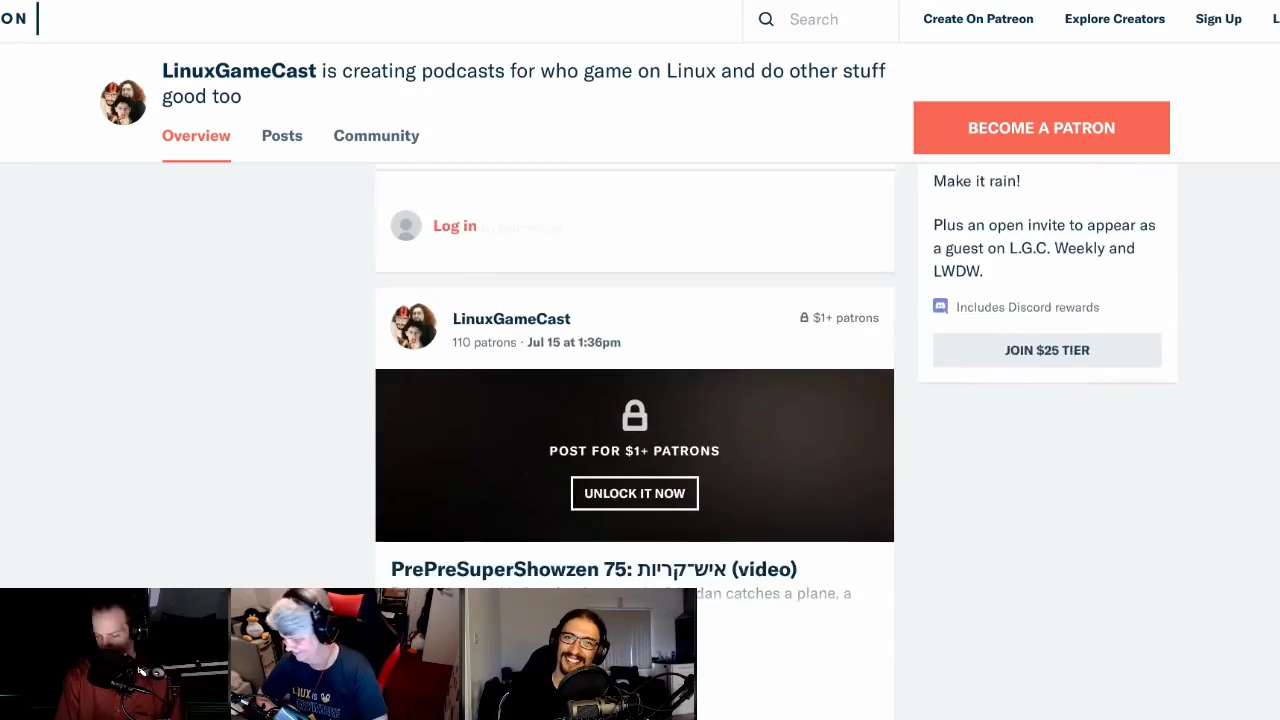 ON
Search
Create On Patreon
Explore Creators
Sign Up
LinuxGameCast is creating podcasts for who game on Linux and do other stuff
good too
Overview
Posts
Community
BECOME A PATRON
Make it rain!
Plus an open invite to appear as
a guest on L.G.C. Weekly and
LWDW.
Includes Discord rewards
JOIN $25 TIER
Log in
LinuxGameCast
$1+ patrons
110 patrons · Jul 15 at 1:36pm
POST FOR $1+ PATRONS
UNLOCK IT NOW
PrePreSuperShowzen 75: איש־קריות (video)
dan catches a plane, a
LINUX IS
EVERYWHERE